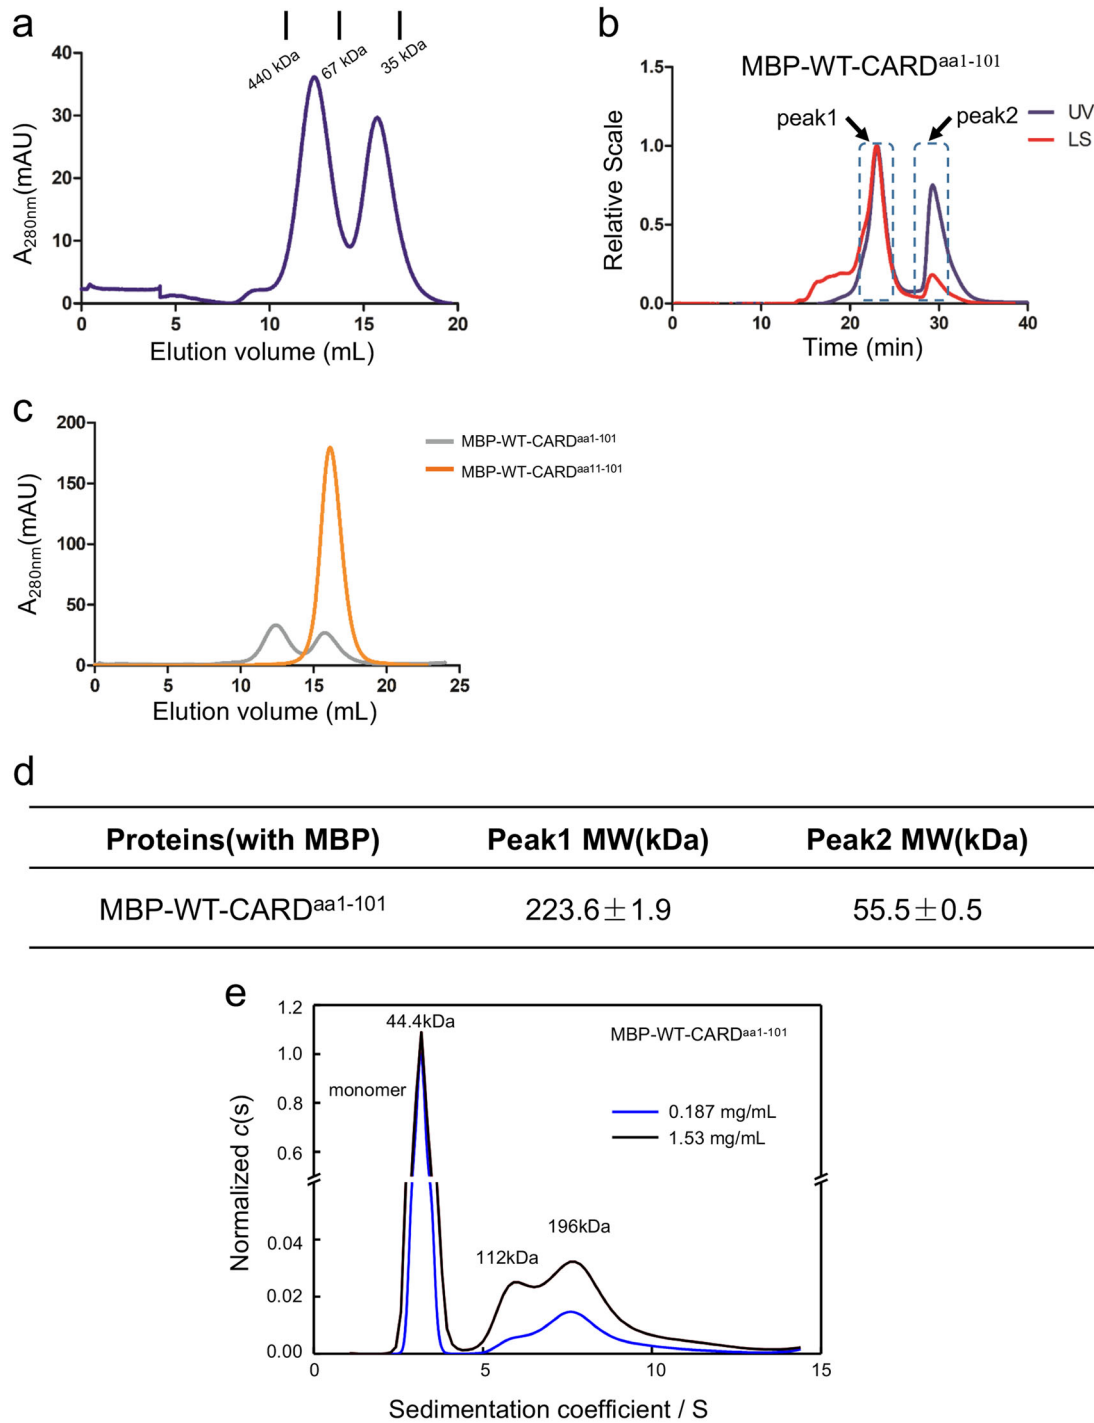 a
440 kDa
67 kDa
35 kDa
40
30
20
10
0
A280nm(mAU)
0 5 10 15 20
Elution volume (mL)
b
MBP-WT-CARDaa1-101
1.5
1.0
0.5
0.0
Relative Scale
peak1
peak2
UV
LS
0 10 20 30 40
Time (min)
c
200
150
100
50
0
A280nm(mAU)
MBP-WT-CARDaa1-101
MBP-WT-CARDaa11-101
0 5 10 15 20 25
Elution volume (mL)
d
Proteins(with MBP) Peak1 MW(kDa) Peak2 MW(kDa)
MBP-WT-CARDaa1-101 223.6±1.9 55.5±0.5
e
1.2
1.0
0.8
0.6
0.04
0.02
0.00
Normalized c(s)
44.4kDa
monomer
112kDa
196kDa
MBP-WT-CARDaa1-101
0.187 mg/mL
1.53 mg/mL
0 5 10 15
Sedimentation coefficient / S